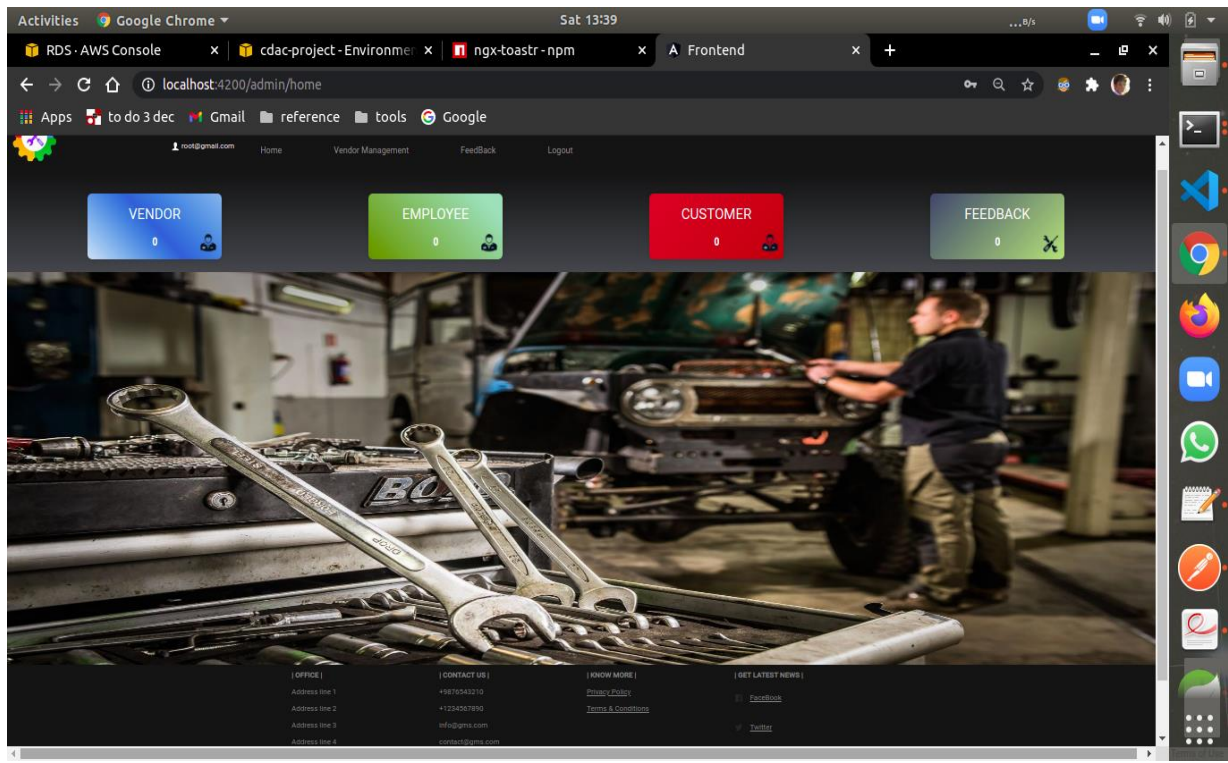 Activities Google Chrome Sat 13:39 ...B/s
RDS · AWS Console cdac-project - Environmen ngx-toastr - npm Frontend
localhost:4200/admin/home
Apps to do 3 dec Gmail reference tools Google
root@gmail.com Home Vendor Management FeedBack Logout
VENDOR EMPLOYEE CUSTOMER FEEDBACK
0 0 0 0
DROP
| OFFICE | | CONTACT US | | KNOW MORE | | GET LATEST NEWS |
Address line 1 +9876543210 Privacy Policy FaceBook
Address line 2 +1234567890 Terms & Conditions
Address line 3 info@gms.com Twitter
Address line 4 contact@gms.com